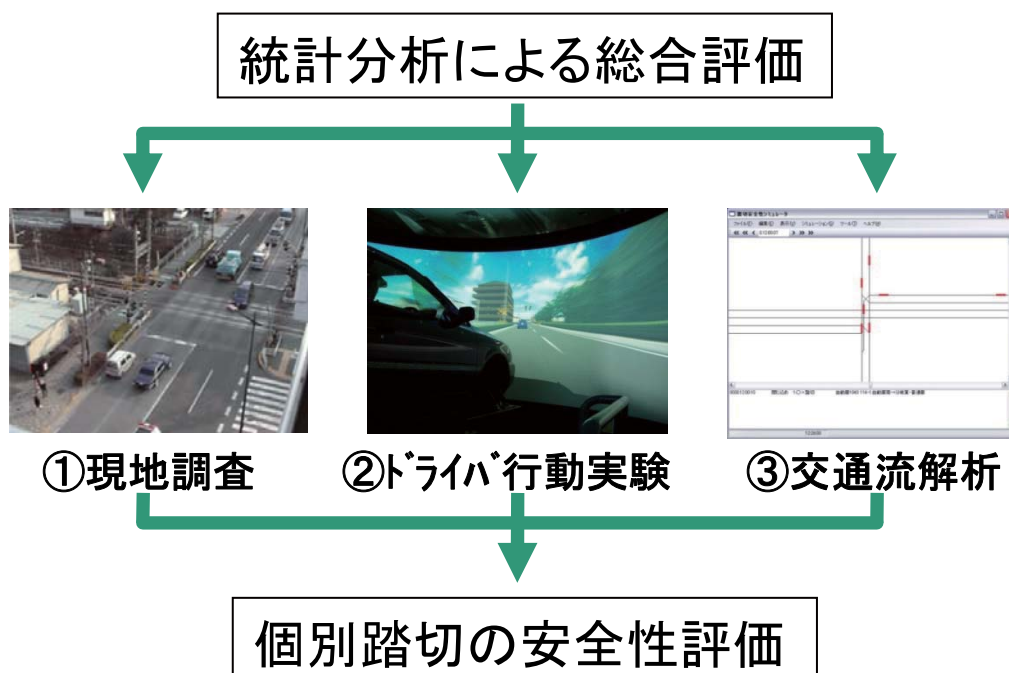 統計分析による総合評価
①現地調査
②ﾄﾞﾗｲﾊﾞ行動実験
③交通流解析
個別踏切の安全性評価